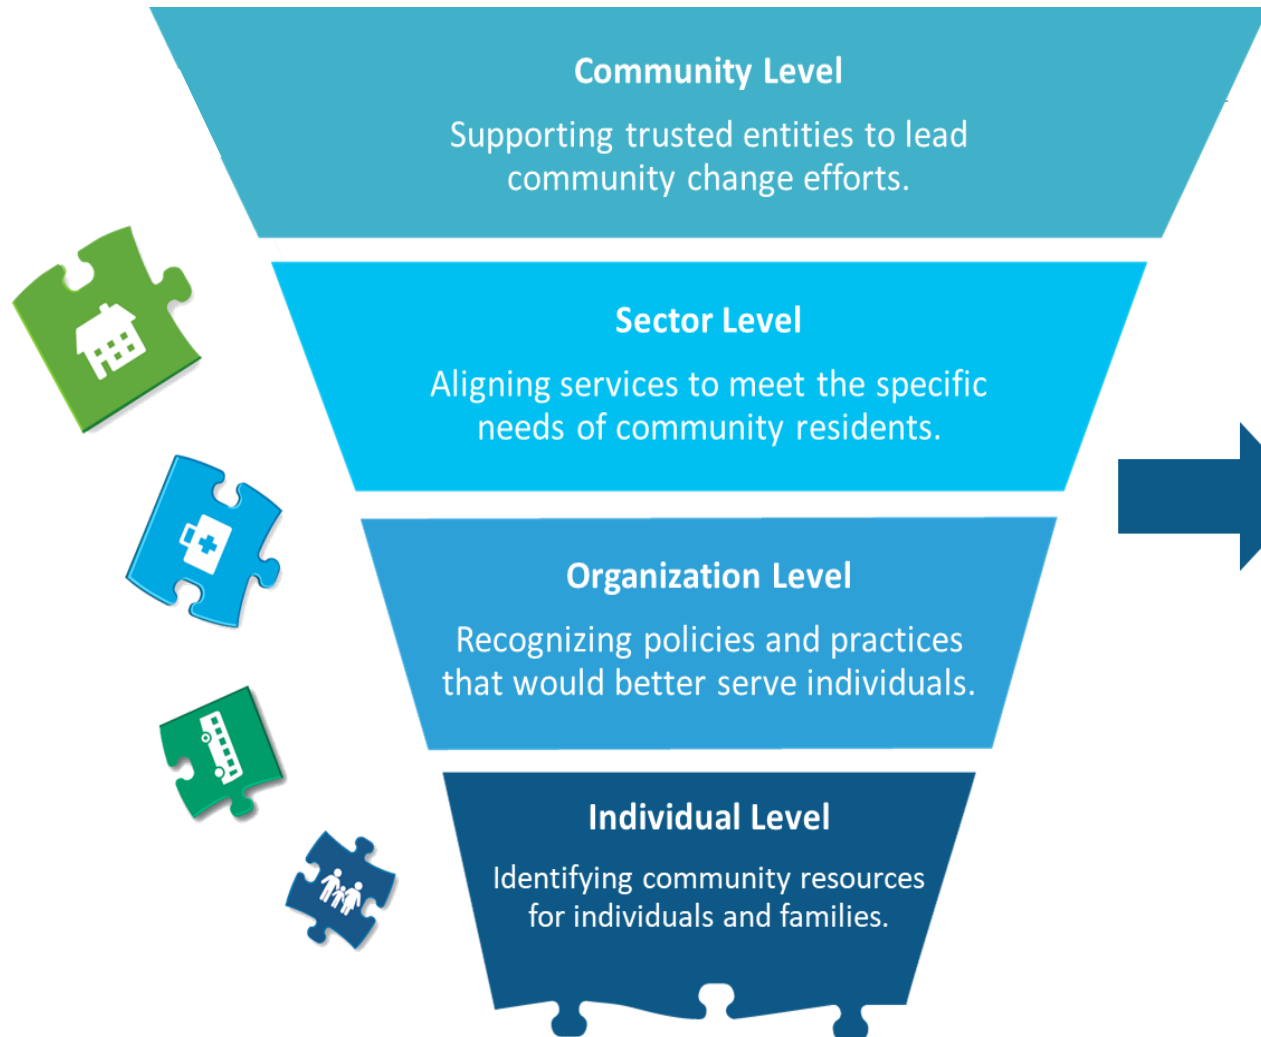 Community Level
Supporting trusted entities to lead
community change efforts.
Sector Level
Aligning services to meet the specific
needs of community residents.
Organization Level
Recognizing policies and practices
that would better serve individuals.
Individual Level
Identifying community resources
for individuals and families.